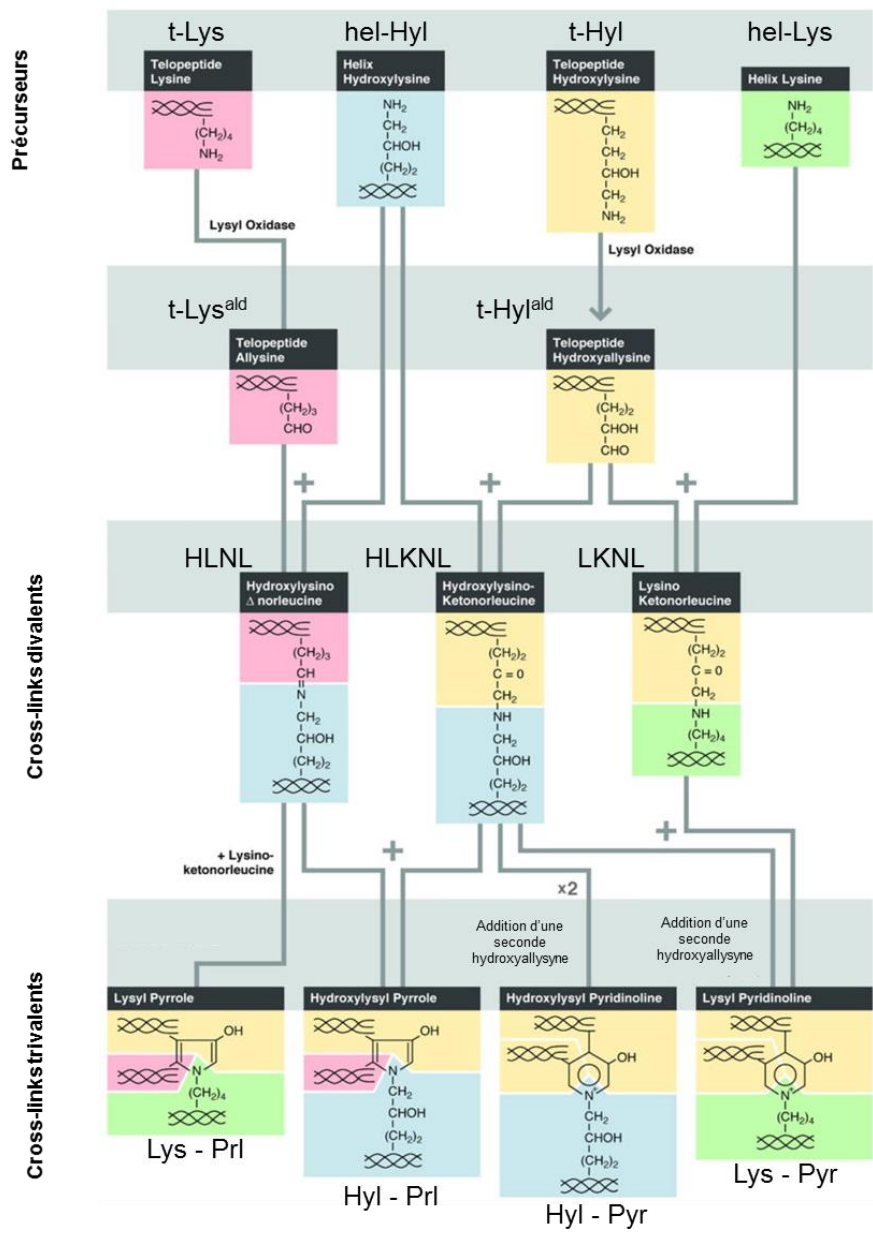 Précurseurs
t-Lys
hel-Hyl
t-Hyl
hel-Lys
Telopeptide
Lysine
Helix
Hydroxylysine
Telopeptide
Hydroxylysine
Helix Lysine
(CH2)4
NH2
NH2
CH2
CHOH
(CH2)2
CH2
CH2
CHOH
CH2
NH2
NH2
(CH2)4
Lysyl Oxidase
Lysyl Oxidase
t-Lys^ald
t-Hyl^ald
Telopeptide
Allysine
Telopeptide
Hydroxyallysine
(CH2)3
CHO
(CH2)2
CHOH
CHO
+
+
+
Cross-links divalents
HLNL
HLKNL
LKNL
Hydroxylysino
Δ norleucine
Hydroxylysino-
Ketonorleucine
Lysino
Ketonorleucine
(CH2)3
CH
N
CH2
CHOH
(CH2)2
(CH2)2
C = 0
CH2
NH
CH2
CHOH
(CH2)2
(CH2)2
C = 0
CH2
NH
(CH2)4
+ Lysino-
ketonorleucine
+
x2
+
Cross-links trivalents
Addition d'une
seconde
hydroxyallysyne
Addition d'une
seconde
hydroxyallysyne
Lysyl Pyrrole
Hydroxylysyl Pyrrole
Hydroxylysyl Pyridinoline
Lysyl Pyridinoline
OH
N
(CH2)4
OH
N
CH2
CHOH
(CH2)2
OH
N+
CH2
CHOH
(CH2)2
OH
N+
(CH2)4
Lys - Prl
Hyl - Prl
Hyl - Pyr
Lys - Pyr